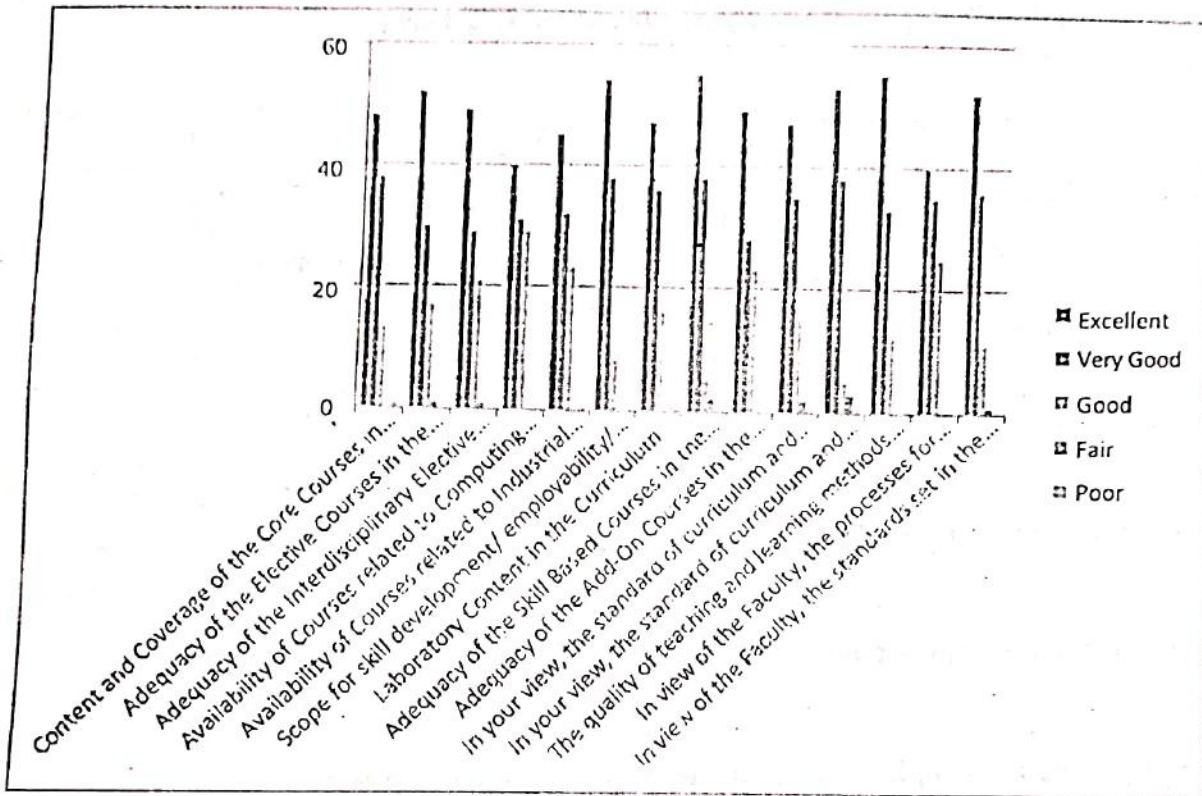 60
40
20
0
Content and Coverage of the Core Courses in...
Adequacy of the Elective Courses in the...
Adequacy of the Interdisciplinary Elective...
Availability of Courses related to Computing...
Availability of Courses related to Industrial...
Scope for skill development/ employability/...
Laboratory Content in the Curriculum
Adequacy of the Skill Based Courses in the...
Adequacy of the Add-On Courses in the...
In your view, the standard of curriculum and...
In your view, the standard of curriculum and...
The quality of teaching and learning methods...
In view of the Faculty, the processes for...
In view of the Faculty, the standards set in the...
Excellent
Very Good
Good
Fair
Poor